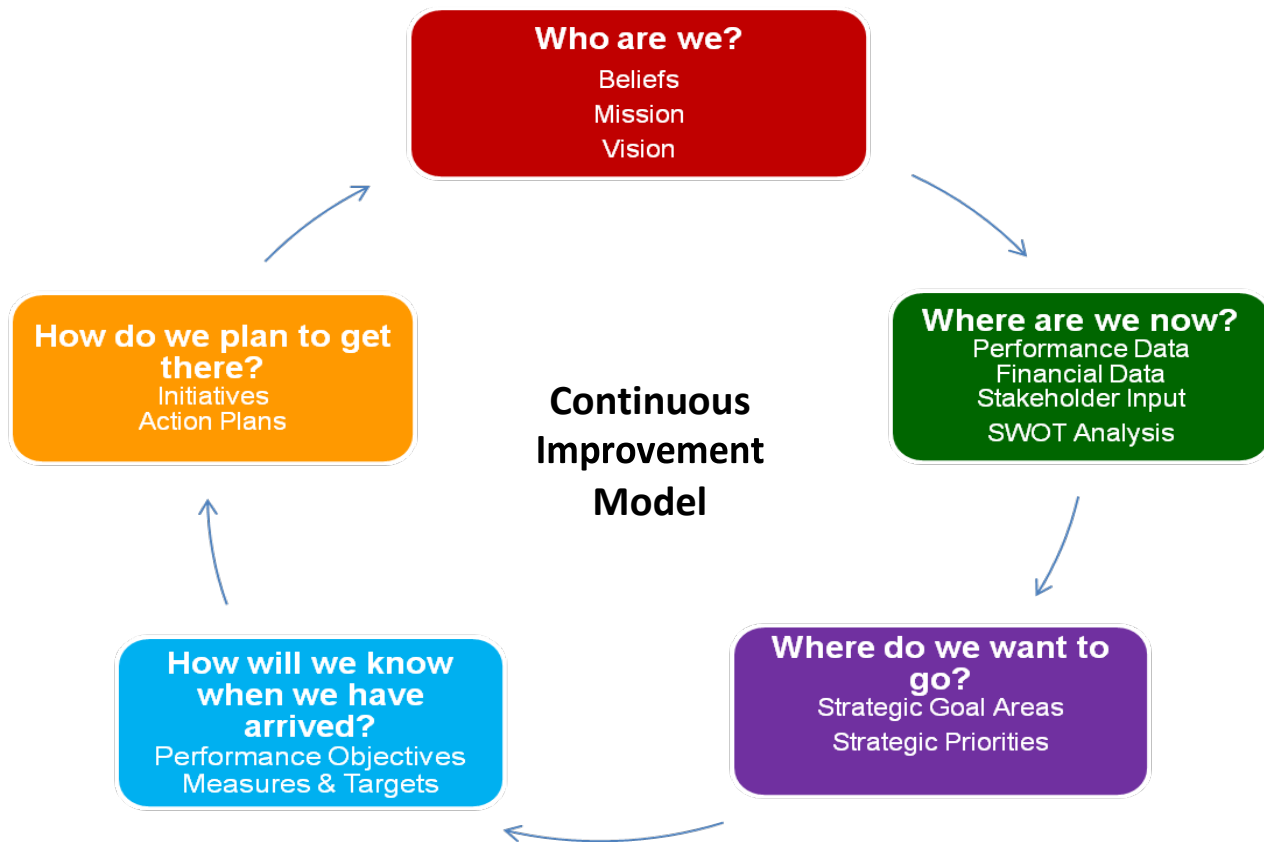 Who are we?
Beliefs
Mission
Vision
Where are we now?
Performance Data
Financial Data
Stakeholder Input
SWOT Analysis
Where do we want to
go?
Strategic Goal Areas
Strategic Priorities
How will we know
when we have
arrived?
Performance Objectives
Measures & Targets
How do we plan to get
there?
Initiatives
Action Plans
Continuous
Improvement
Model